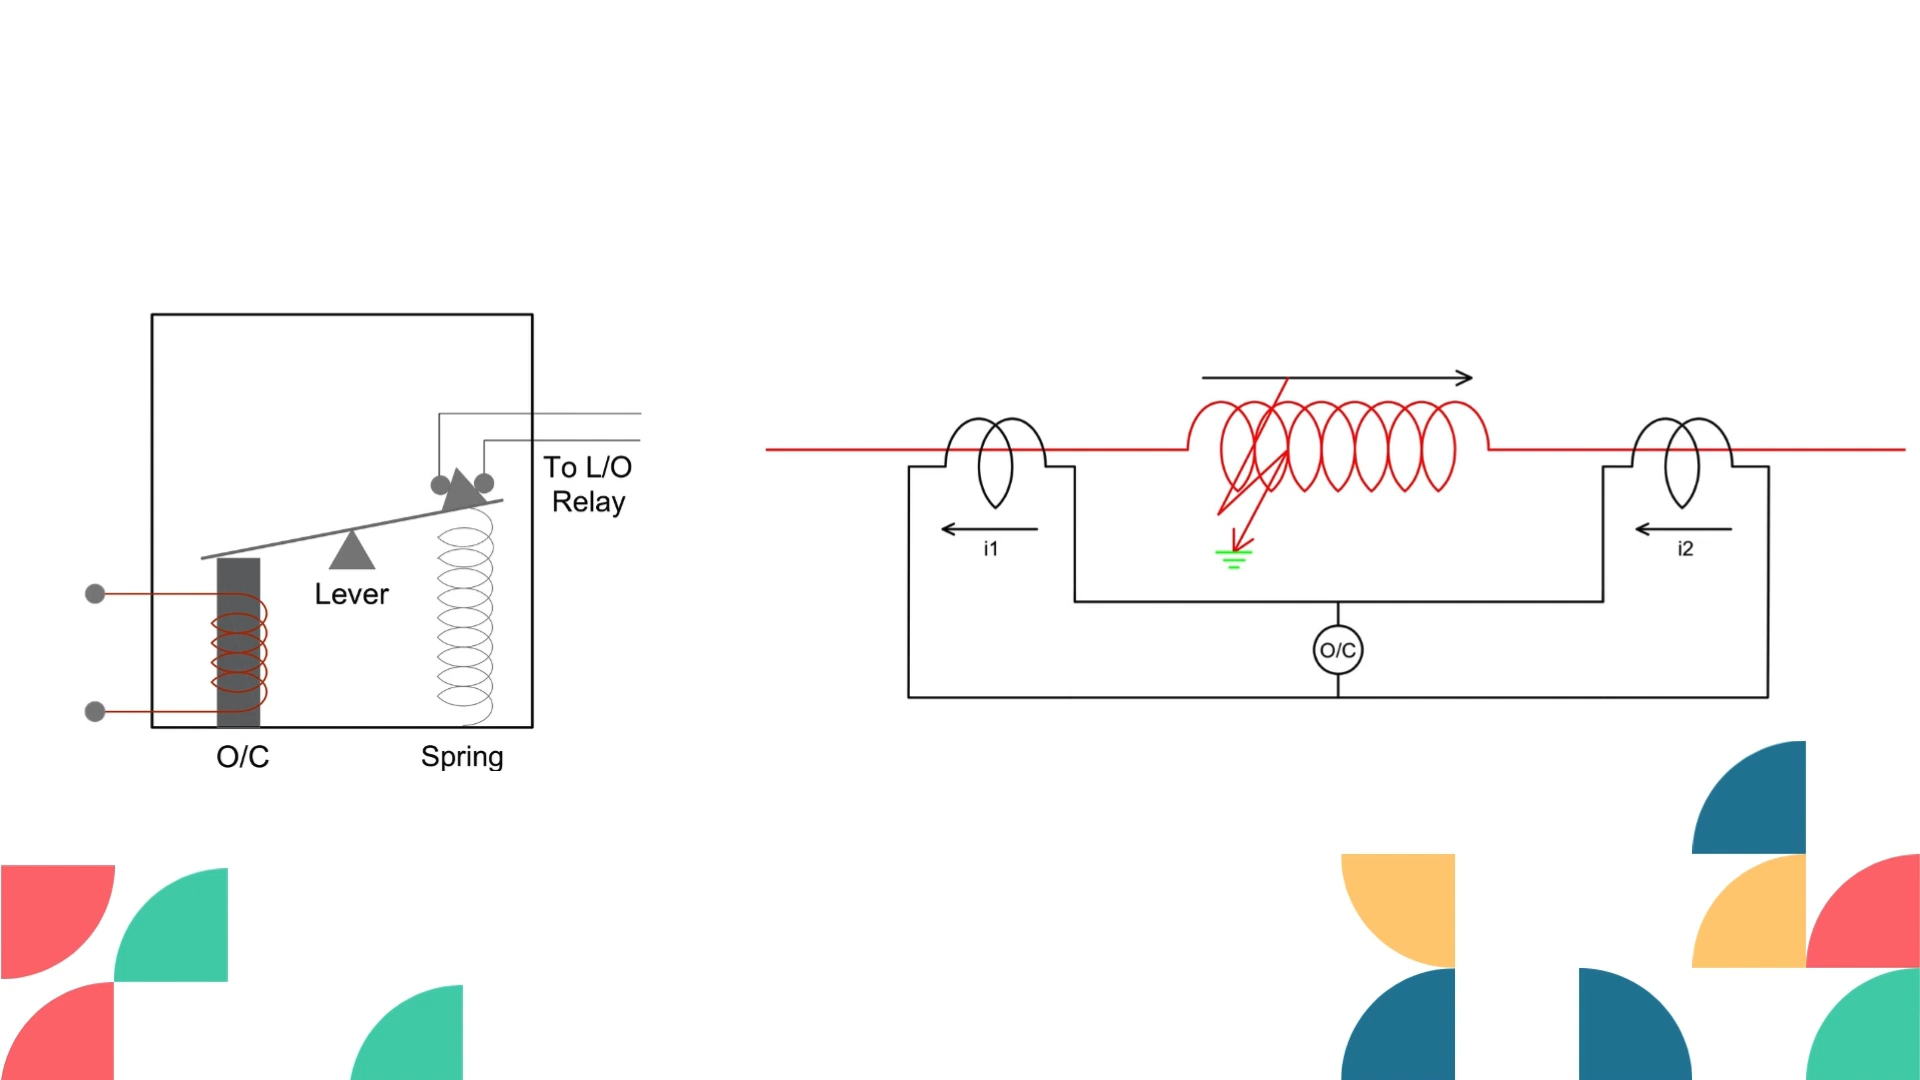 To L/O
Relay
Lever
O/C
Spring
i1
i2
O/C